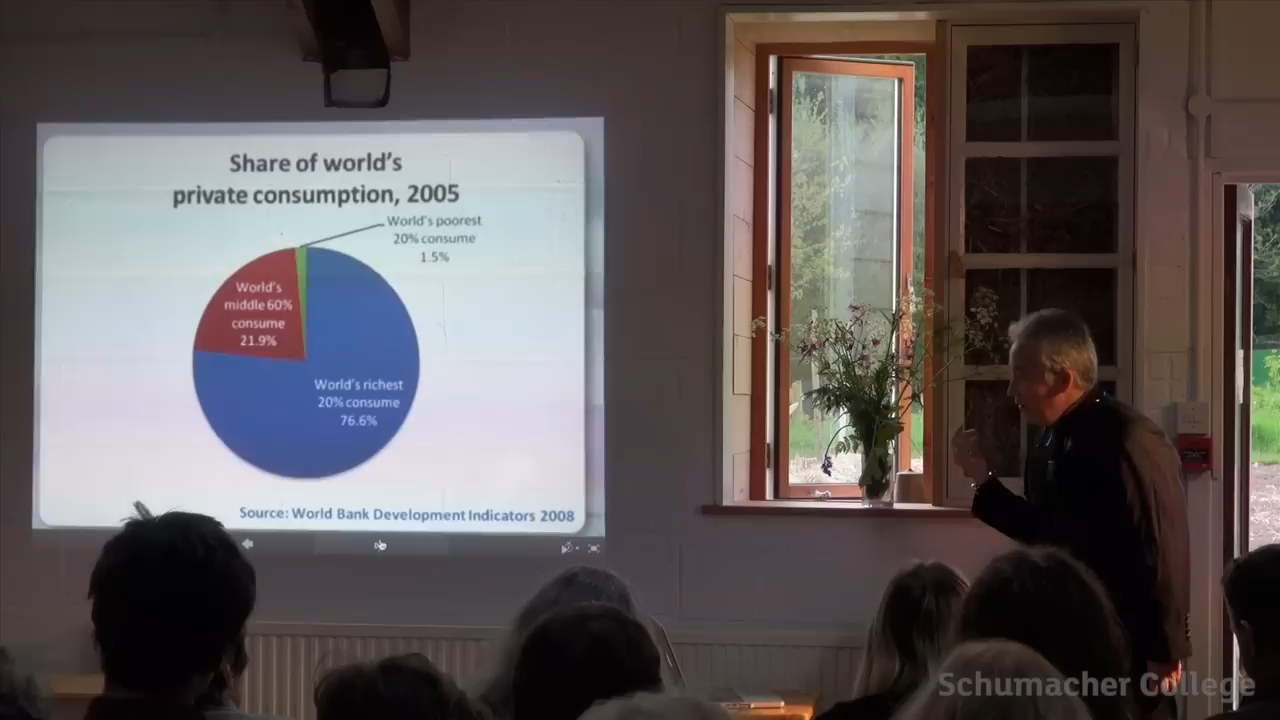 Share of world's
private consumption, 2005
World's poorest
20% consume
1.5%
World's
middle 60%
consume
21.9%
World's richest
20% consume
76.6%
Source: World Bank Development Indicators 2008
Schumacher College